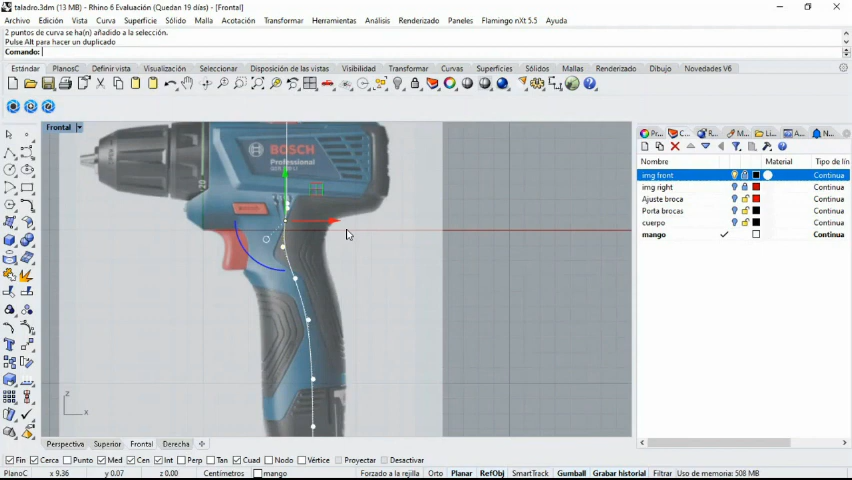 taladro.3dm (13 MB) - Rhino 6 Evaluación (Quedan 19 días) - [Frontal]
Archivo Edición Vista Curva Superficie Sólido Malla Acotación Transformar Herramientas Análisis Renderizado Paneles Flamingo nXt 5.5 Ayuda
2 puntos de curva se ha(n) añadido a la selección.
Pulse Alt para hacer un duplicado
Comando:
Estándar PlanosC Definir vista Visualización Seleccionar Disposición de las vistas Visibilidad Transformar Curvas Superficies Sólidos Mallas Renderizado Dibujo Novedades V6
Frontal
BOSCH
Professional
20
Pr... C... R... M... Li... A... N...
Nombre Material Tipo de lín
img front Continua
img right Continua
Ajuste broca Continua
Porta brocas Continua
cuerpo Continua
mango Continua
z
x
Perspectiva Superior Frontal Derecha
Fin Cerca Punto Med Cen Int Perp Tan Cuad Nodo Vértice Proyectar Desactivar
PlanoC x 9.36 y 0.07 z 0.00 Centímetros mango Forzado a la rejilla Orto Planar RefObj SmartTrack Gumball Grabar historial Filtrar Uso de memoria: 508 MB